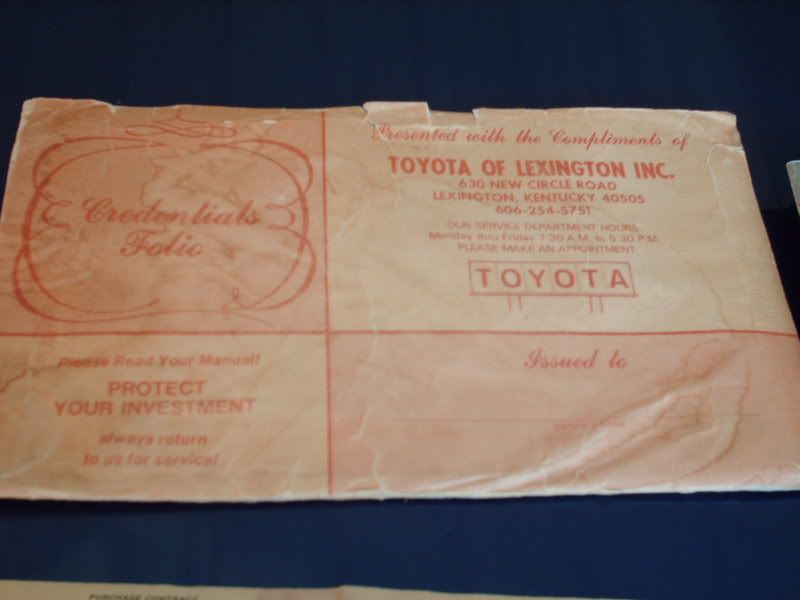 Credentials
Folio
Presented with the Compliments of
TOYOTA OF LEXINGTON INC.
630 NEW CIRCLE ROAD
LEXINGTON, KENTUCKY 40505
606-254-5751
OUR SERVICE DEPARTMENT HOURS
Monday thru Friday 7:30 A.M. to 5:30 P.M.
PLEASE MAKE AN APPOINTMENT
TOYOTA
Please Read Your Manual!
PROTECT
YOUR INVESTMENT
always return
to us for service!
Issued to
PURCHASE CONTRACT